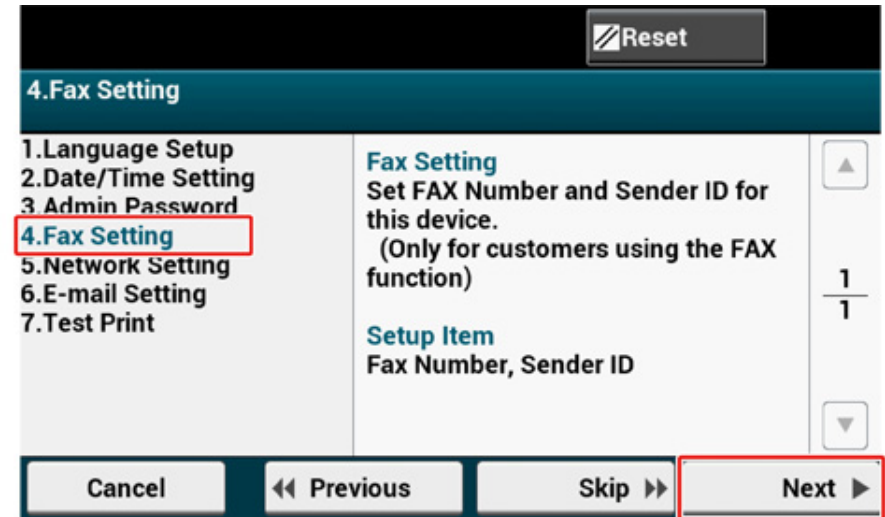 Reset
4.Fax Setting
1.Language Setup
2.Date/Time Setting
3.Admin Password
4.Fax Setting
5.Network Setting
6.E-mail Setting
7.Test Print
Fax Setting
Set FAX Number and Sender ID for
this device.
(Only for customers using the FAX
function)
Setup Item
Fax Number, Sender ID
1
1
Cancel
Previous
Skip
Next